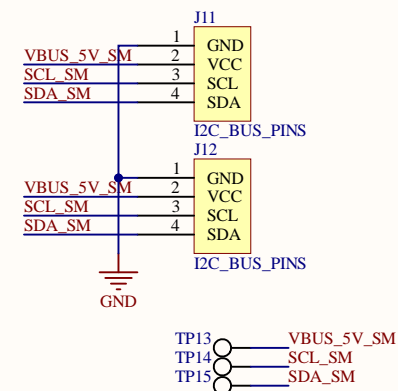 J11
1 GND
VBUS_5V_SM 2 VCC
SCL_SM 3 SCL
SDA_SM 4 SDA
I2C_BUS_PINS
J12
1 GND
VBUS_5V_SM 2 VCC
SCL_SM 3 SCL
SDA_SM 4 SDA
I2C_BUS_PINS
GND
TP13 VBUS_5V_SM
TP14 SCL_SM
TP15 SDA_SM